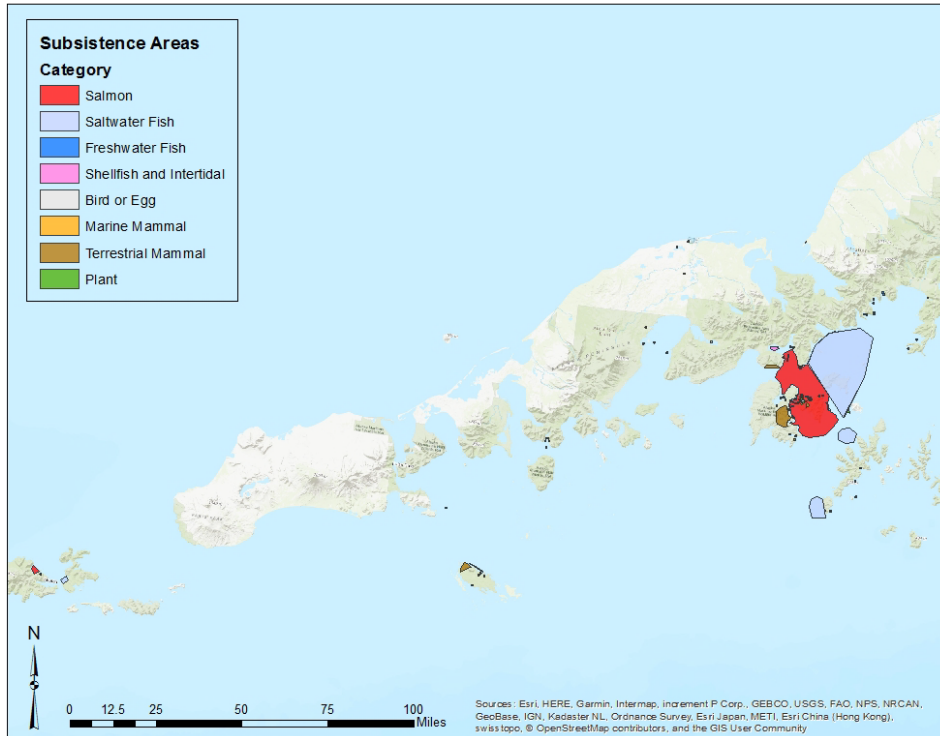 Subsistence Areas
Category
Salmon
Saltwater Fish
Freshwater Fish
Shellfish and Intertidal
Bird or Egg
Marine Mammal
Terrestrial Mammal
Plant
N
0 12.5 25 50 75 100
Miles
Sources: Esri, HERE, Garmin, Intermap, increment P Corp., GEBCO, USGS, FAO, NPS, NRCAN,
GeoBase, IGN, Kadaster NL, Ordnance Survey, Esri Japan, METI, Esri China (Hong Kong),
swisstopo, © OpenStreetMap contributors, and the GIS User Community